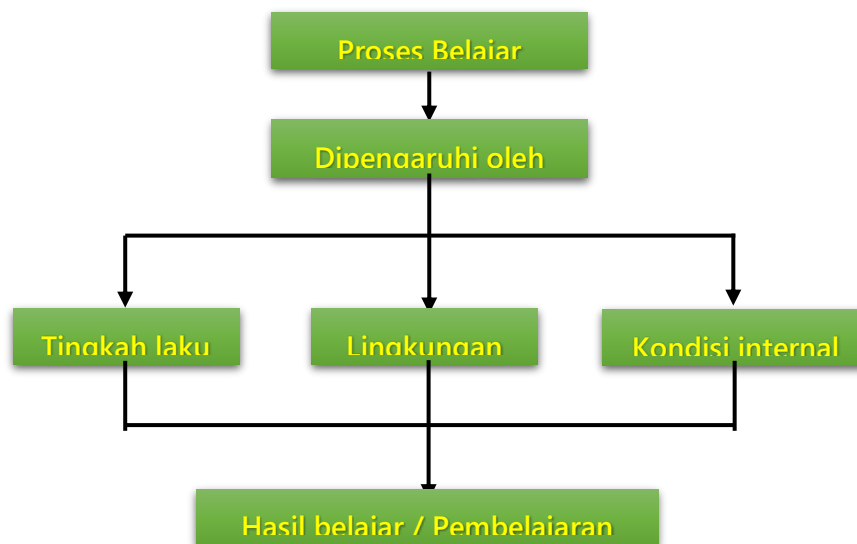 Proses Belajar
Dipengaruhi oleh
Tingkah laku
Lingkungan
Kondisi internal
Hasil belajar / Pembelajaran